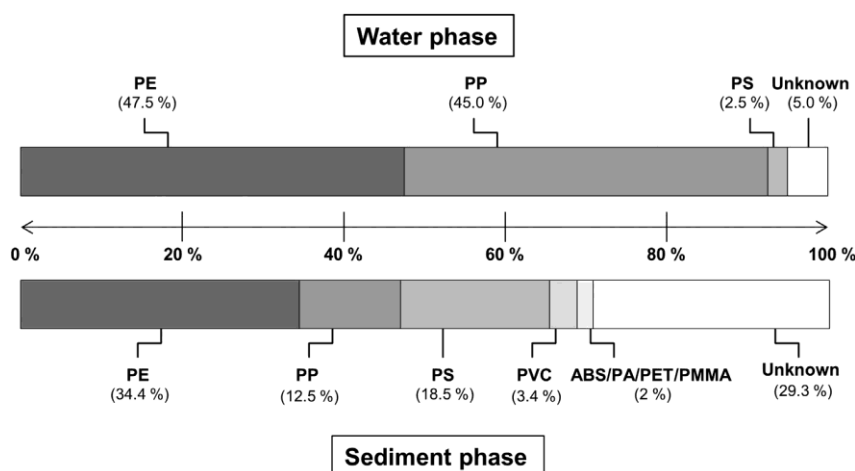 Water phase
PE PP PS Unknown
(47.5 %) (45.0 %) (2.5 %) (5.0 %)
0 % 20 % 40 % 60 % 80 % 100 %
PE PP PS PVC ABS/PA/PET/PMMA Unknown
(34.4 %) (12.5 %) (18.5 %) (3.4 %) (2 %) (29.3 %)
Sediment phase